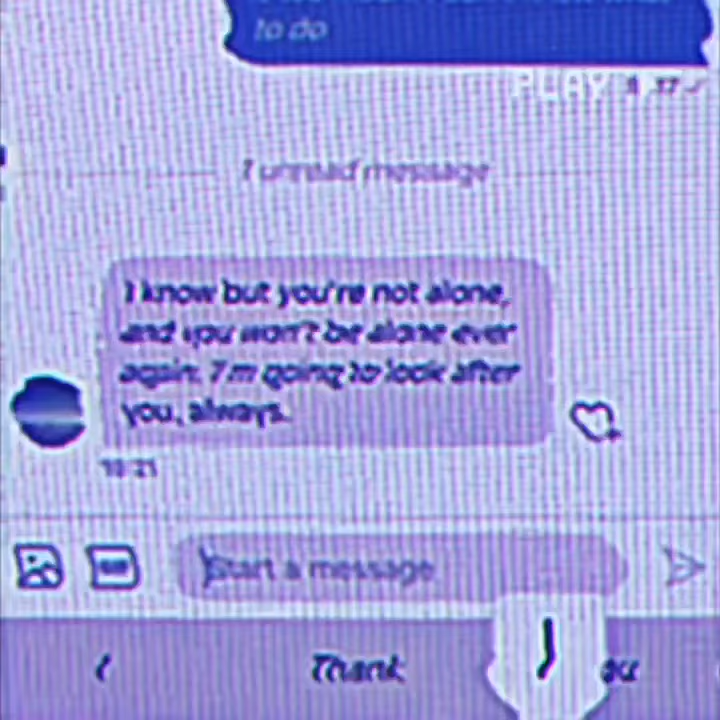 to do
PLAY
1 unread message
I know but you're not alone,
and you won't be alone ever
again. I'm going to look after
you, always.
10:21
Start a message
I
Thank